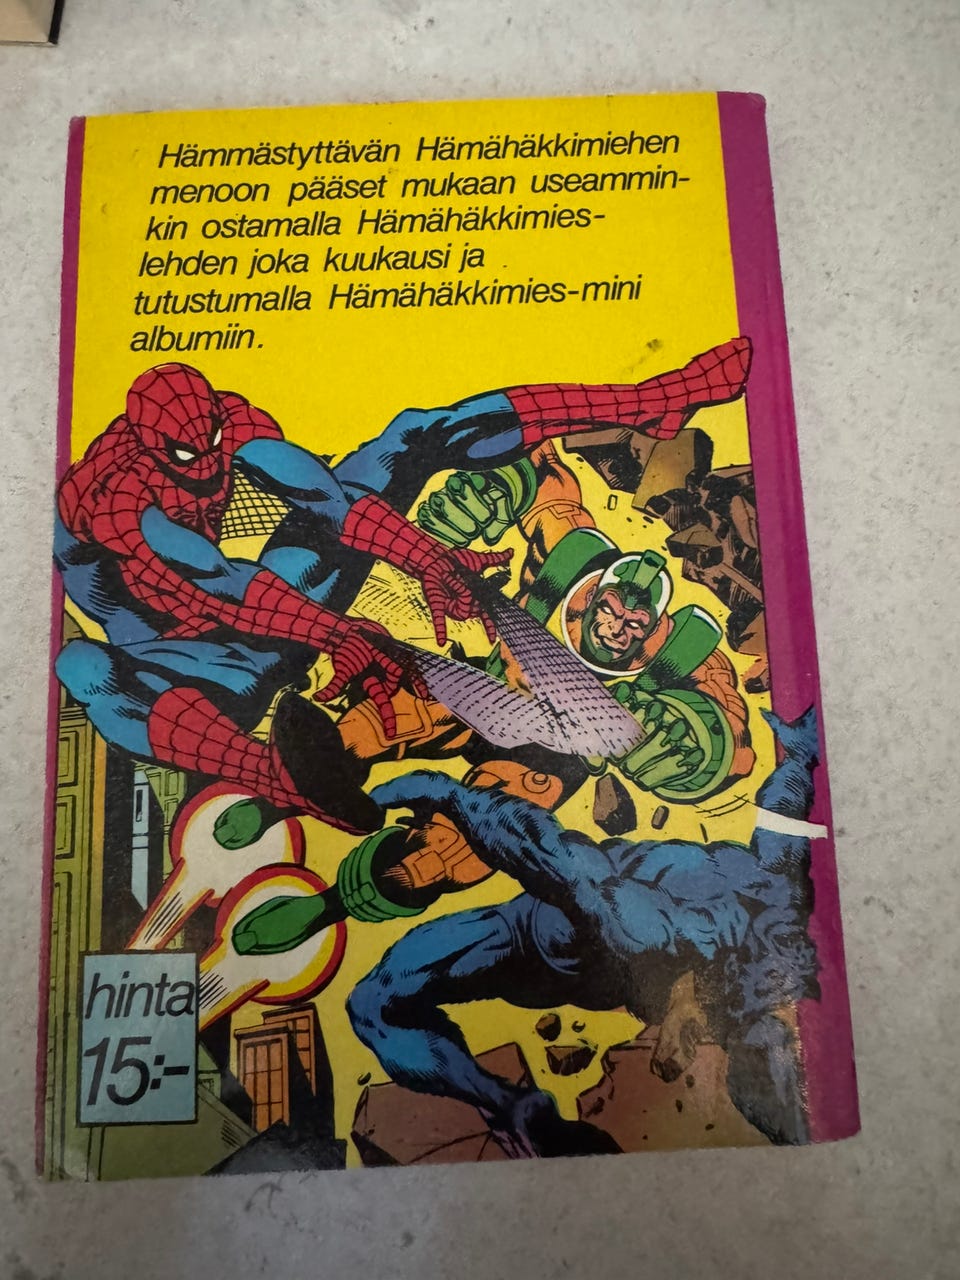 Hämmästyttävän Hämähäkkimiehen
menoon pääset mukaan useammin-
kin ostamalla Hämähäkkimies-
lehden joka kuukausi ja
tutustumalla Hämähäkkimies-mini
albumiin.
hinta
15:-